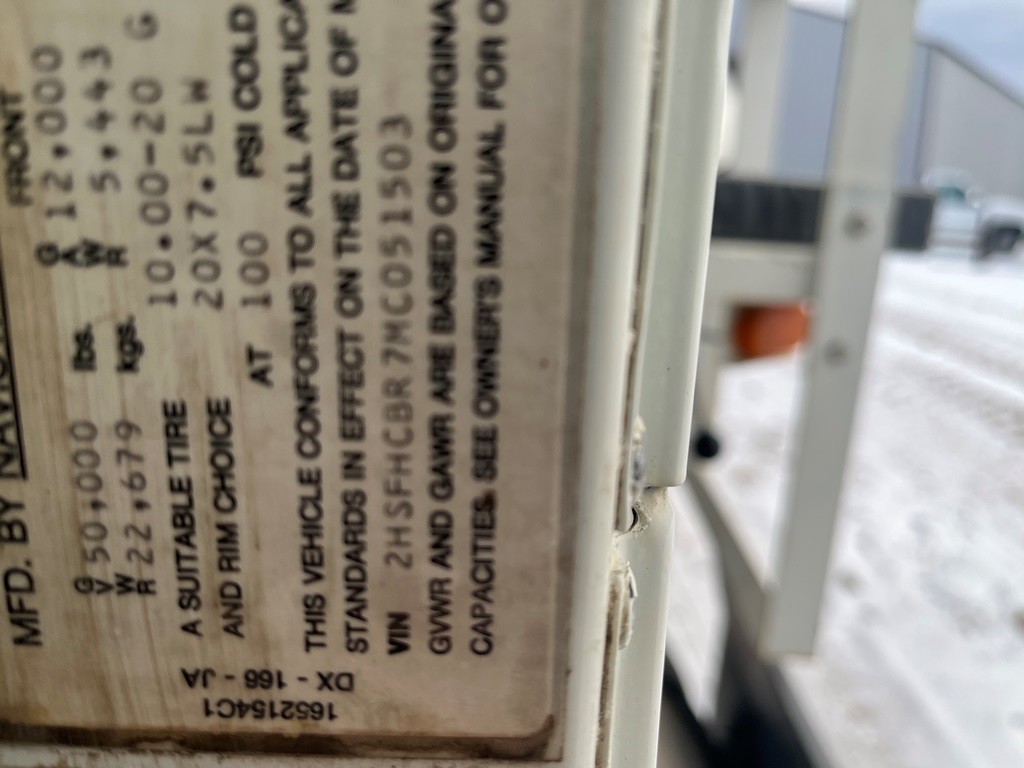 MFD. BY NAVI
FRONT
GVWR 50,000 lbs. GAWR 12,000
22,679 kgs. 5,443
A SUITABLE TIRE 10.00-20 G
AND RIM CHOICE 20X7.5LW
AT 100 PSI COLD
THIS VEHICLE CONFORMS TO ALL APPLICA
STANDARDS IN EFFECT ON THE DATE OF M
VIN 2HSFHCBR7MC051503
GVWR AND GAWR ARE BASED ON ORIGINA
CAPACITIES. SEE OWNER'S MANUAL FOR O
DX - 166 - JA
1652154C1